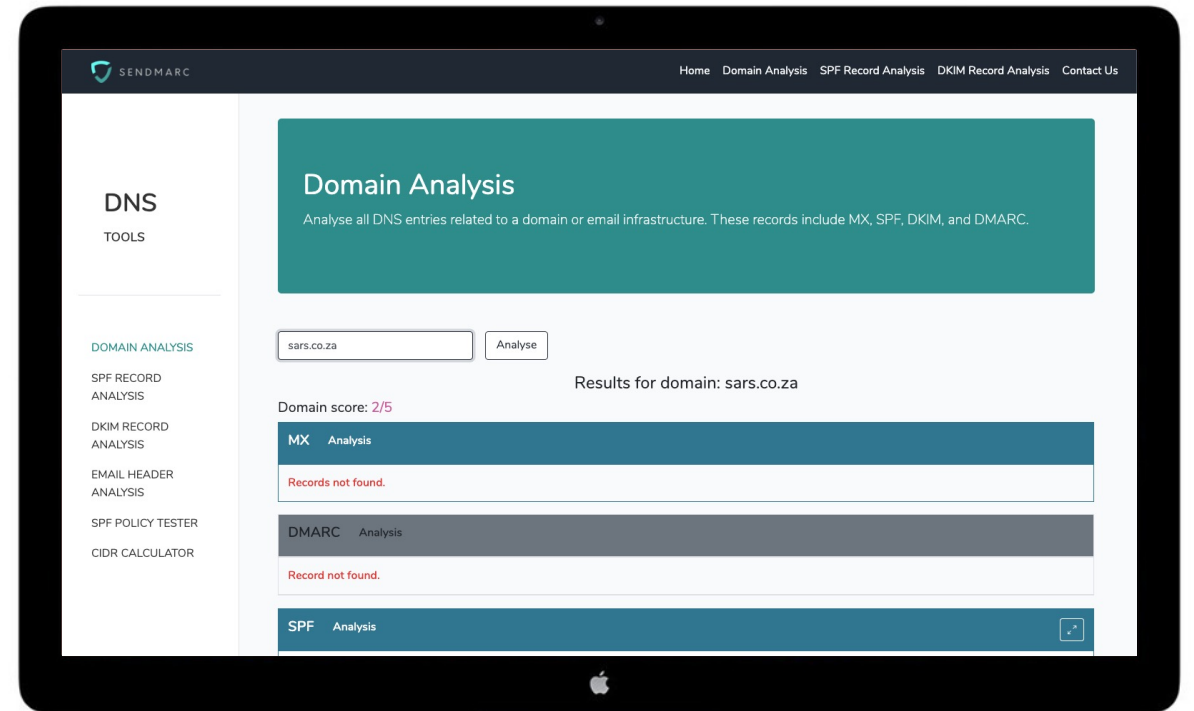 SENDMARC
Home Domain Analysis SPF Record Analysis DKIM Record Analysis Contact Us
DNS
TOOLS
DOMAIN ANALYSIS
SPF RECORD
ANALYSIS
DKIM RECORD
ANALYSIS
EMAIL HEADER
ANALYSIS
SPF POLICY TESTER
CIDR CALCULATOR
Domain Analysis
Analyse all DNS entries related to a domain or email infrastructure. These records include MX, SPF, DKIM, and DMARC.
sars.co.za Analyse
Results for domain: sars.co.za
Domain score: 2/5
MX Analysis
Records not found.
DMARC Analysis
Record not found.
SPF Analysis